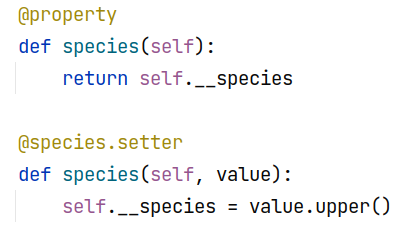 @property
def species(self):
    return self.__species

@species.setter
def species(self, value):
    self.__species = value.upper()